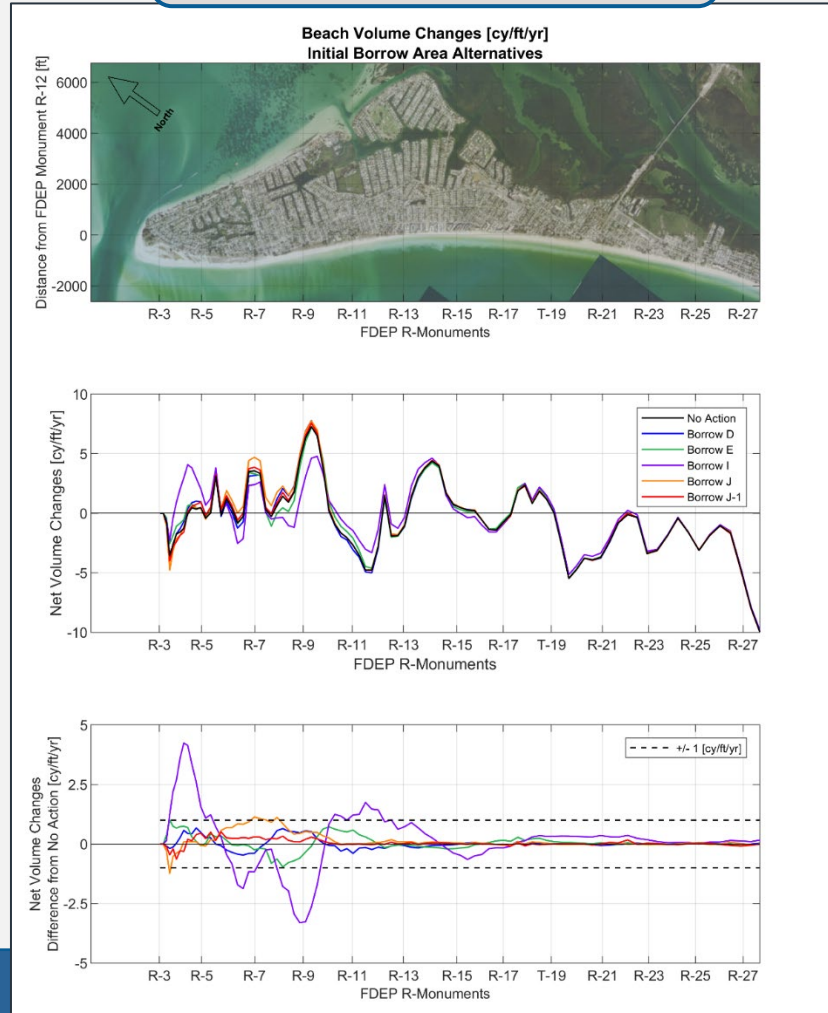 Beach Volume Changes [cy/ft/yr]
Initial Borrow Area Alternatives
Distance from FDEP Monument R-12 [ft]
6000
4000
2000
0
-2000
North
R-3 R-5 R-7 R-9 R-11 R-13 R-15 R-17 T-19 R-21 R-23 R-25 R-27
FDEP R-Monuments
Net Volume Changes [cy/ft/yr]
10
5
0
-5
-10
No Action
Borrow D
Borrow E
Borrow I
Borrow J
Borrow J-1
R-3 R-5 R-7 R-9 R-11 R-13 R-15 R-17 T-19 R-21 R-23 R-25 R-27
FDEP R-Monuments
Net Volume Changes
Difference from No Action [cy/ft/yr]
5
2.5
0
-2.5
-5
+/- 1 [cy/ft/yr]
R-3 R-5 R-7 R-9 R-11 R-13 R-15 R-17 T-19 R-21 R-23 R-25 R-27
FDEP R-Monuments